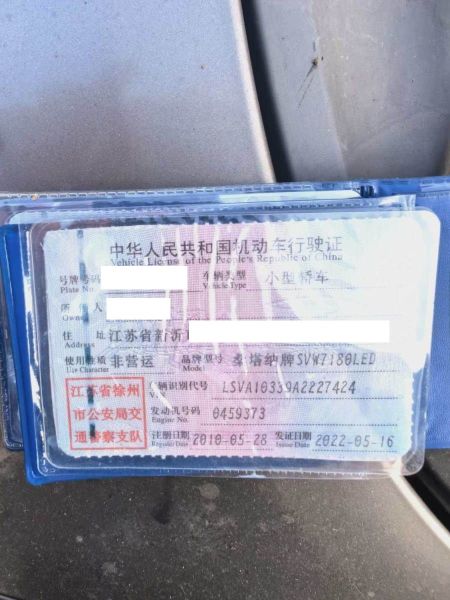 中华人民共和国机动车行驶证
Vehicle License of the People's Republic of China
号牌号码 车辆类型 小型轿车
Plate No. Vehicle Type
所 人
Owner
住 址 江苏省新沂
使用性质 非营运 品牌型号 桑塔纳牌SVW7180LED
Use Character Model
江苏省徐州
市公安局交
通警察支队
车辆识别代号 LSVA10339A2227424
发动机号码 0459373
Engine No.
注册日期 2010-05-28 发证日期 2022-05-16
Register Date Issue Date